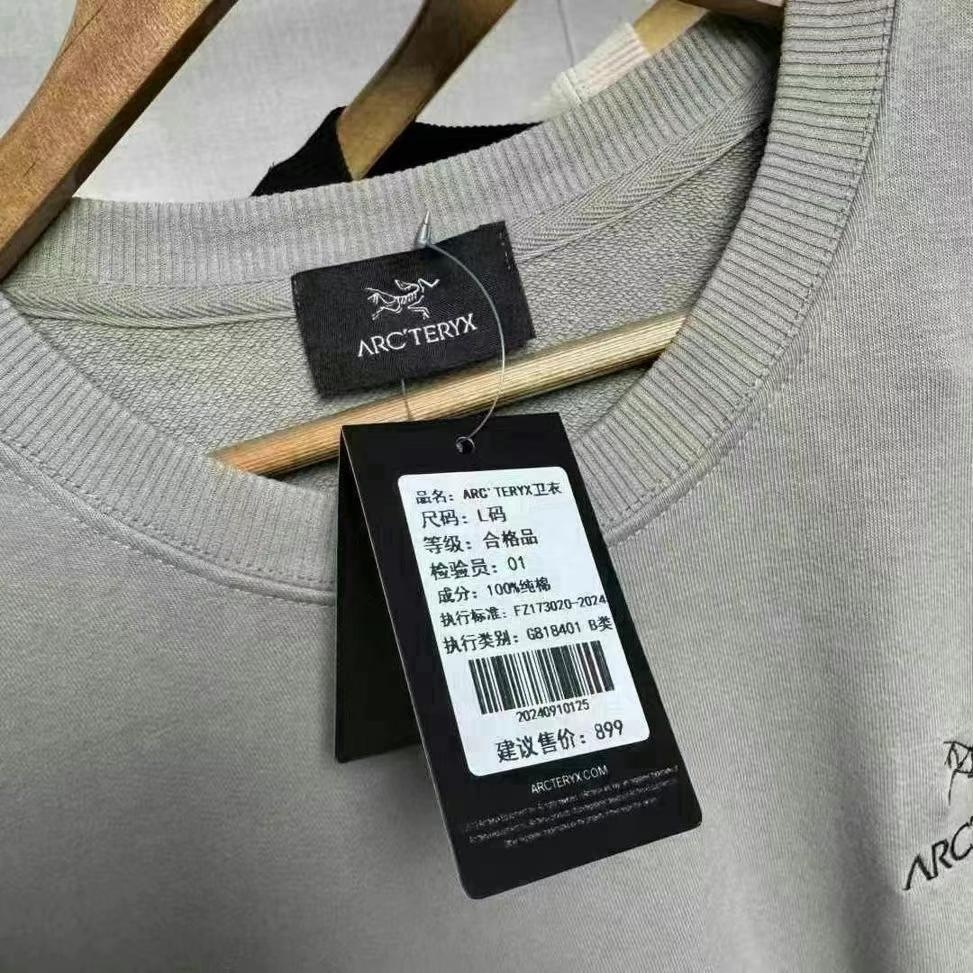 ARC'TERYX
品名：ARC'TERYX卫衣
尺码：L码
等级：合格品
检验员：01
成分：100%纯棉
执行标准：FZ173020-2024
执行类别：GB18401 B类
20240910125
建议售价：899
ARCTERYX.COM
ARC'